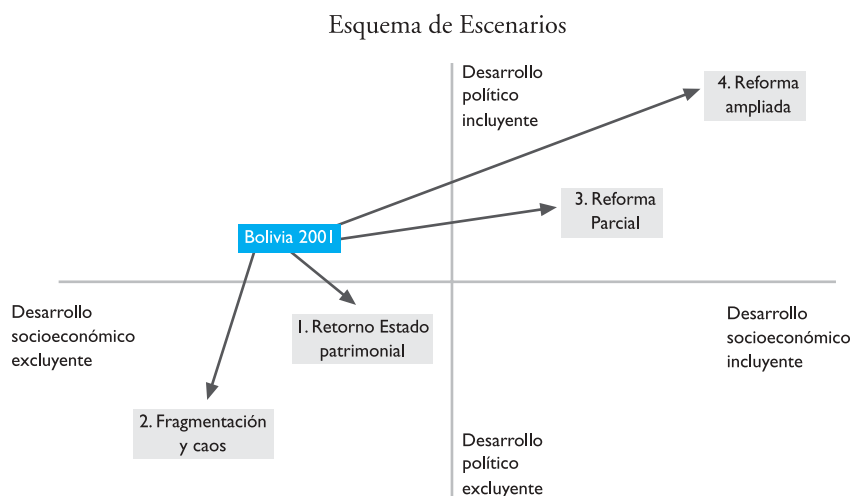 Esquema de Escenarios
Desarrollo
político
incluyente
4. Reforma
ampliada
3. Reforma
Parcial
Bolivia 2001
Desarrollo
socioeconómico
excluyente
1. Retorno Estado
patrimonial
Desarrollo
socioeconómico
incluyente
2. Fragmentación
y caos
Desarrollo
político
excluyente